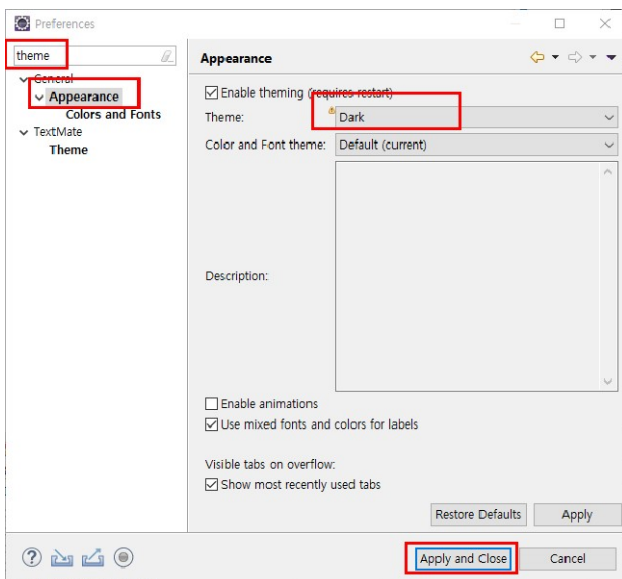 Preferences
theme
General
Appearance
Colors and Fonts
TextMate
Theme
Appearance
Enable theming (requires restart)
Theme: Dark
Color and Font theme: Default (current)
Description:
Enable animations
Use mixed fonts and colors for labels
Visible tabs on overflow:
Show most recently used tabs
Restore Defaults Apply
Apply and Close Cancel